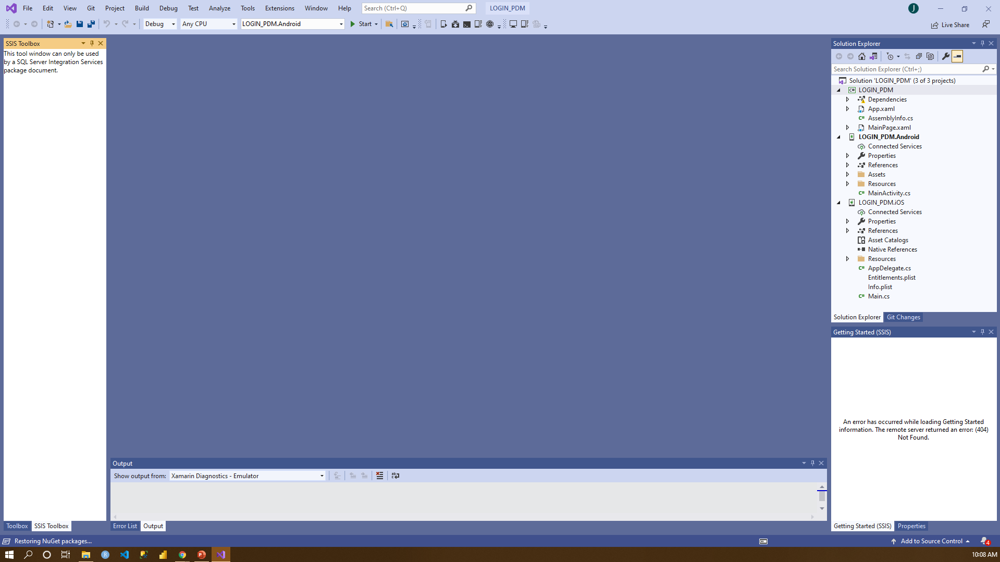 File Edit View Git Project Build Debug Test Analyze Tools Extensions Window Help Search (Ctrl+Q) LOGIN_PDM J
Debug Any CPU LOGIN_PDM.Android Start Live Share
SSIS Toolbox
This tool window can only be used
by a SQL Server Integration Services
package document.
Toolbox SSIS Toolbox
Output
Show output from: Xamarin Diagnostics - Emulator
Error List Output
Solution Explorer
Search Solution Explorer (Ctrl+;)
Solution 'LOGIN_PDM' (3 of 3 projects)
C# LOGIN_PDM
Dependencies
App.xaml
C# AssemblyInfo.cs
MainPage.xaml
LOGIN_PDM.Android
Connected Services
Properties
References
Assets
Resources
C# MainActivity.cs
LOGIN_PDM.iOS
Connected Services
Properties
References
Asset Catalogs
Native References
Resources
C# AppDelegate.cs
Entitlements.plist
Info.plist
C# Main.cs
Solution Explorer Git Changes
Getting Started (SSIS)
An error has occurred while loading Getting Started
information. The remote server returned an error: (404)
Not Found.
Getting Started (SSIS) Properties
Restoring NuGet packages... Add to Source Control 4
10:08 AM